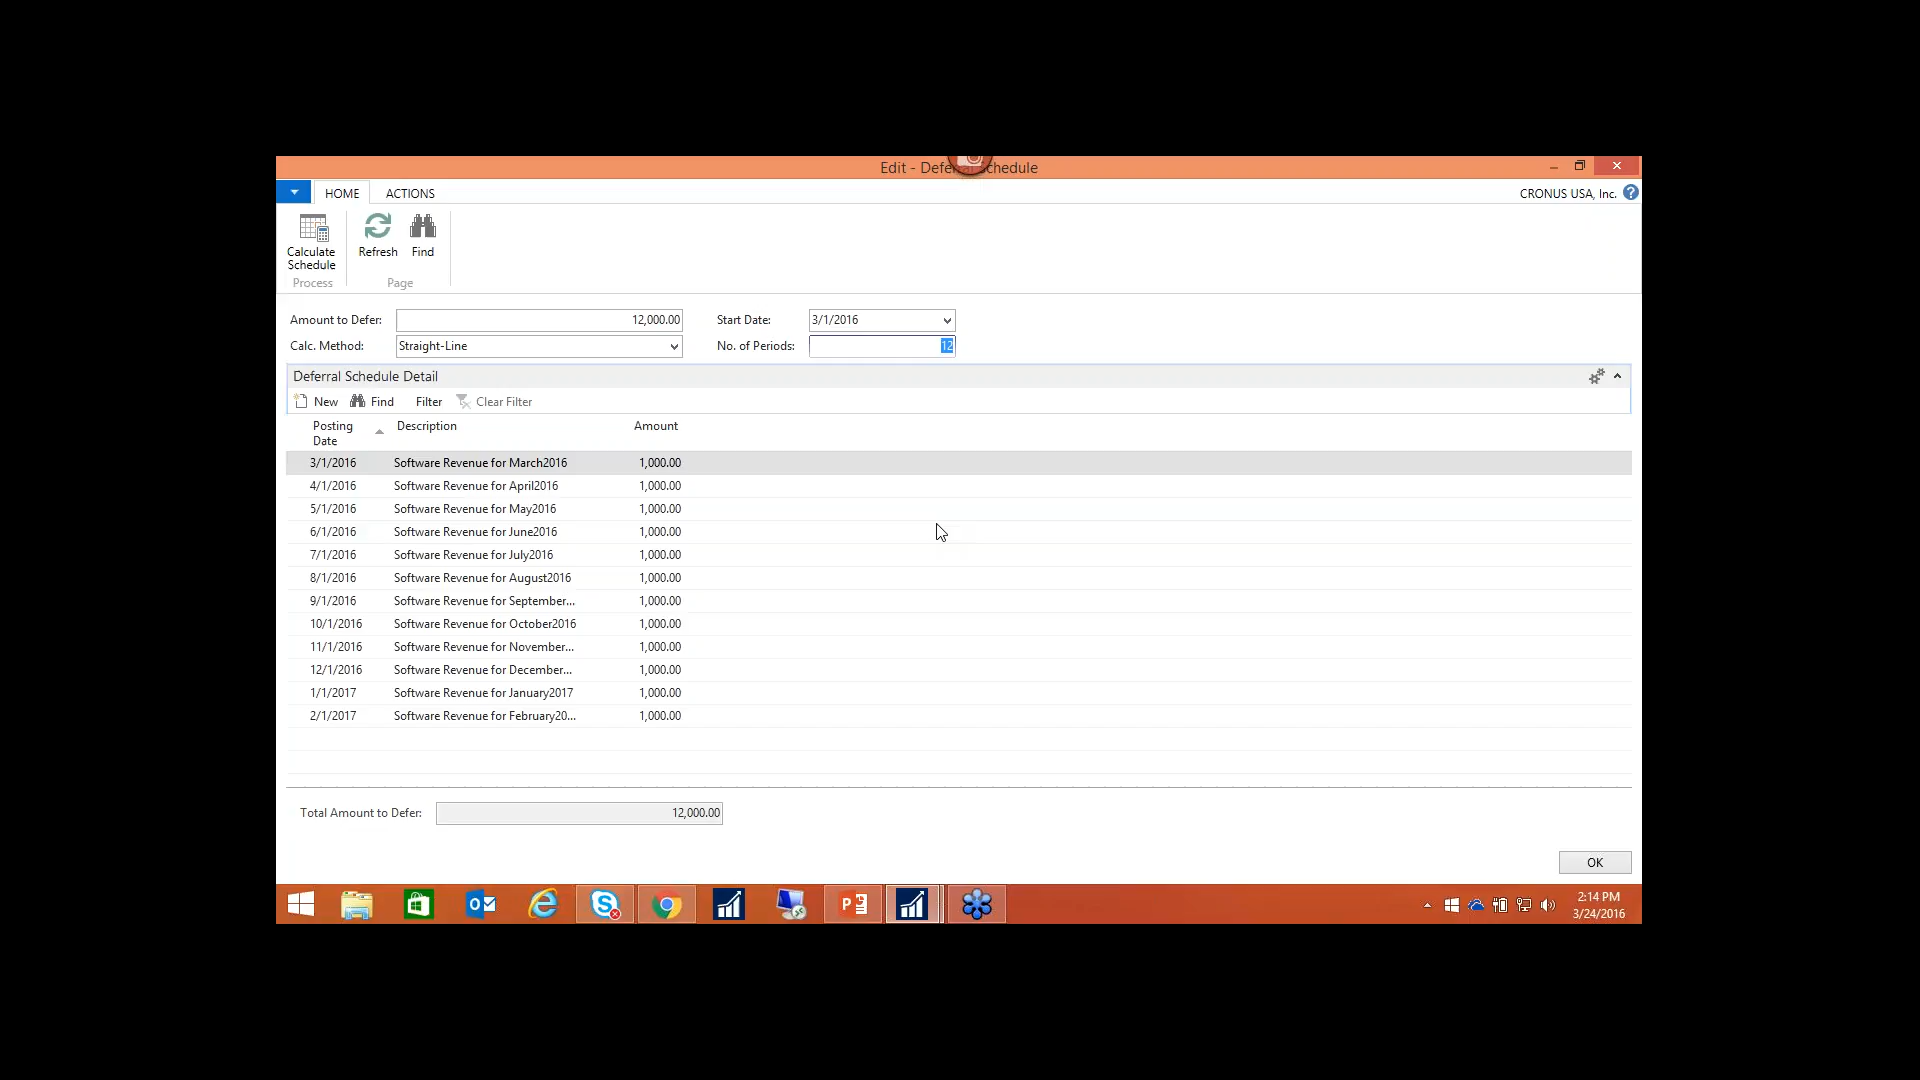 Edit - Deferral Schedule
HOME ACTIONS
CRONUS USA, Inc.
Calculate Schedule
Refresh
Find
Process
Page
Amount to Defer: 12,000.00
Start Date: 3/1/2016
Calc. Method: Straight-Line
No. of Periods: 12
Deferral Schedule Detail
New Find Filter Clear Filter
Posting Date Description Amount
3/1/2016 Software Revenue for March2016 1,000.00
4/1/2016 Software Revenue for April2016 1,000.00
5/1/2016 Software Revenue for May2016 1,000.00
6/1/2016 Software Revenue for June2016 1,000.00
7/1/2016 Software Revenue for July2016 1,000.00
8/1/2016 Software Revenue for August2016 1,000.00
9/1/2016 Software Revenue for September... 1,000.00
10/1/2016 Software Revenue for October2016 1,000.00
11/1/2016 Software Revenue for November... 1,000.00
12/1/2016 Software Revenue for December... 1,000.00
1/1/2017 Software Revenue for January2017 1,000.00
2/1/2017 Software Revenue for February20... 1,000.00
Total Amount to Defer: 12,000.00
OK
2:14 PM
3/24/2016